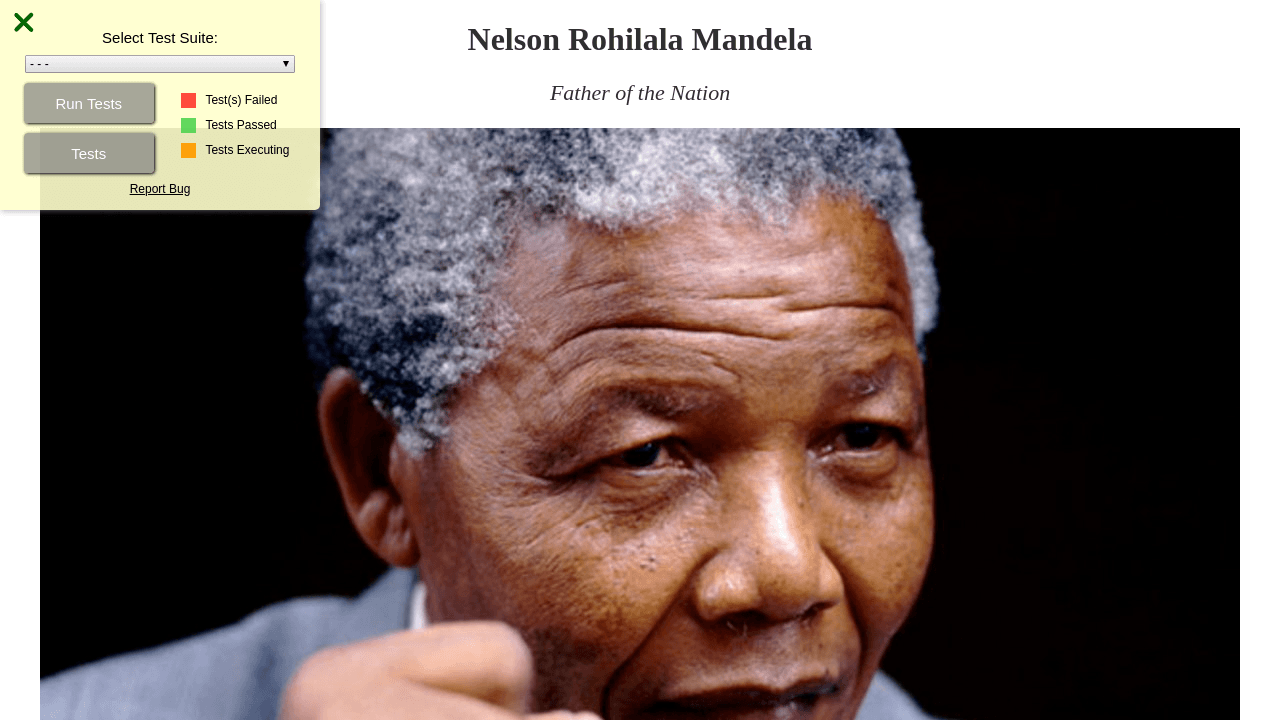 Select Test Suite:
- - -
Run Tests
Tests
Test(s) Failed
Tests Passed
Tests Executing
Report Bug
Nelson Rohilala Mandela
Father of the Nation